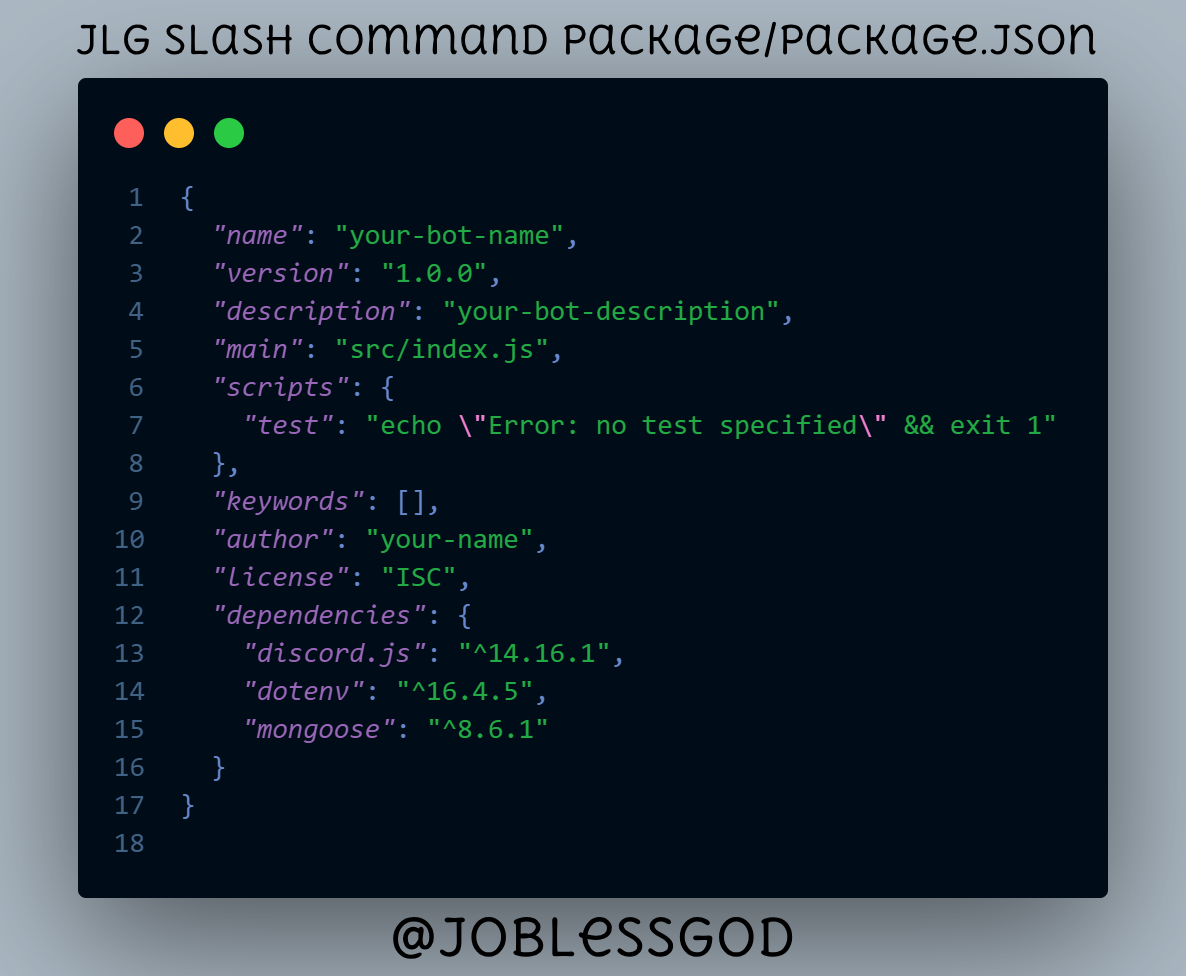 JLG SLASH COMMAND PACKAGE/PACKAGE.JSON
1 {
2   "name": "your-bot-name",
3   "version": "1.0.0",
4   "description": "your-bot-description",
5   "main": "src/index.js",
6   "scripts": {
7     "test": "echo \"Error: no test specified\" && exit 1"
8   },
9   "keywords": [],
10   "author": "your-name",
11   "license": "ISC",
12   "dependencies": {
13     "discord.js": "^14.16.1",
14     "dotenv": "^16.4.5",
15     "mongoose": "^8.6.1"
16   }
17 }
18
@JOBLESSGOD